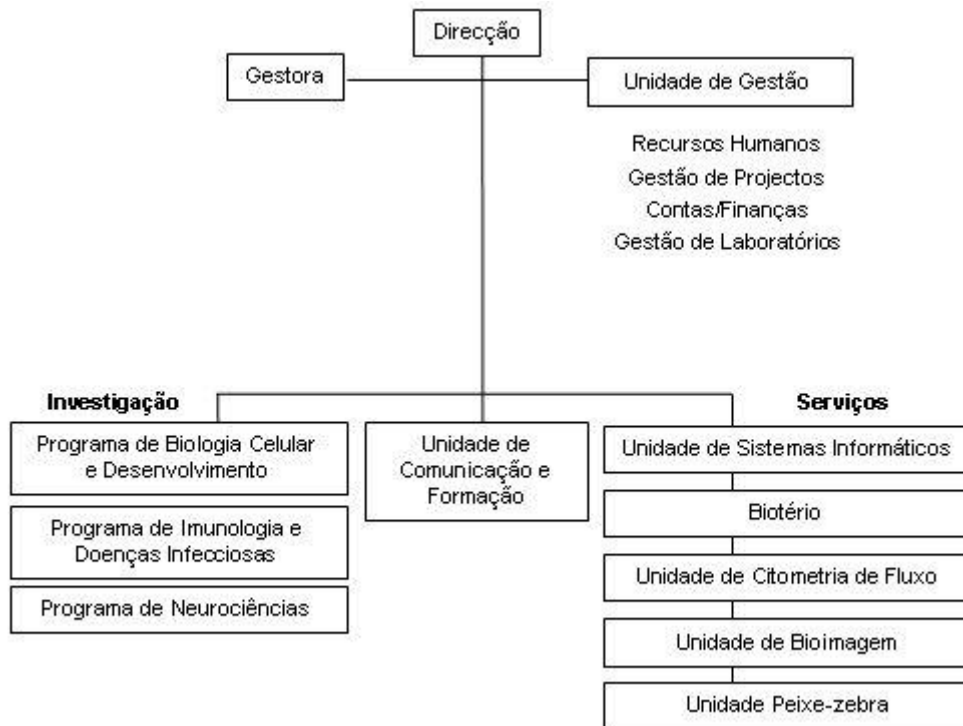 Direcção
Gestora
Unidade de Gestão
Recursos Humanos
Gestão de Projectos
Contas/Finanças
Gestão de Laboratórios
Investigação
Programa de Biologia Celular
e Desenvolvimento
Programa de Imunologia e
Doenças Infecciosas
Programa de Neurociências
Unidade de
Comunicação e
Formação
Serviços
Unidade de Sistemas Informáticos
Biotério
Unidade de Citometria de Fluxo
Unidade de Bioimagem
Unidade Peixe-zebra